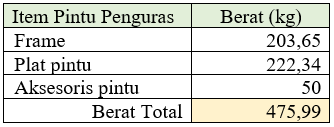 Item Pintu Penguras Berat (kg)
Frame 203,65
Plat pintu 222,34
Aksesoris pintu 50
Berat Total 475,99